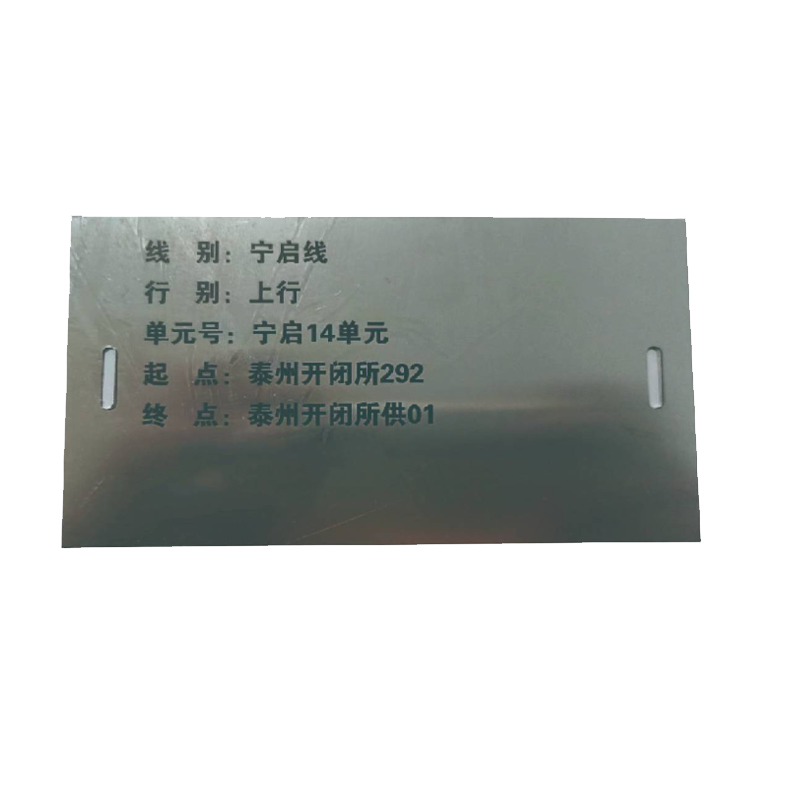 线 别：宁启线
行 别：上行
单元号：宁启14单元
起 点：泰州开闭所292
终 点：泰州开闭所供01